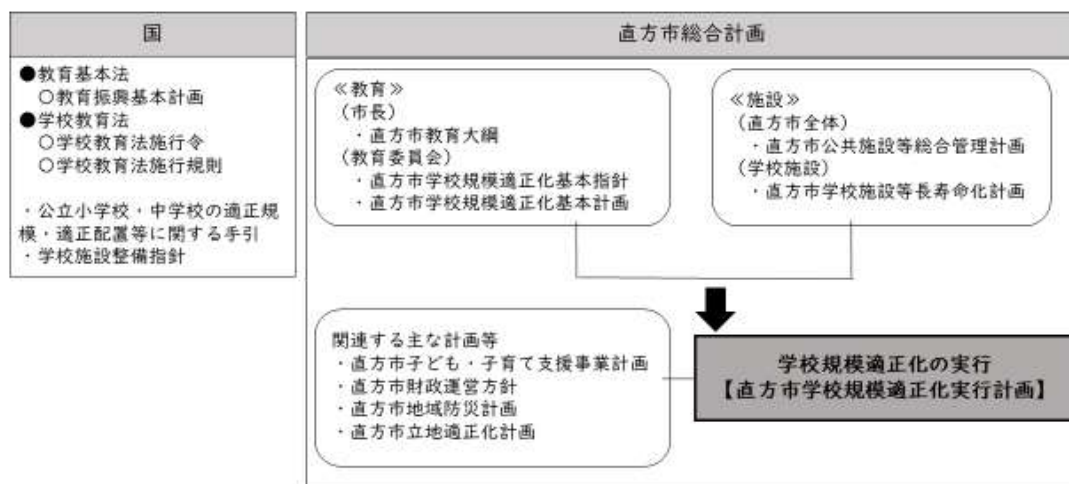 国
●教育基本法
○教育振興基本計画
●学校教育法
○学校教育法施行令
○学校教育法施行規則
・公立小学校・中学校の適正規
模・適正配置等に関する手引
・学校施設整備指針
直方市総合計画
≪教育≫
(市長)
・直方市教育大綱
(教育委員会)
・直方市学校規模適正化基本指針
・直方市学校規模適正化基本計画
≪施設≫
(直方市全体)
・直方市公共施設等総合管理計画
(学校施設)
・直方市学校施設等長寿命化計画
関連する主な計画等
・直方市子ども・子育て支援事業計画
・直方市財政運営方針
・直方市地域防災計画
・直方市立地適正化計画
学校規模適正化の実行
【直方市学校規模適正化実行計画】